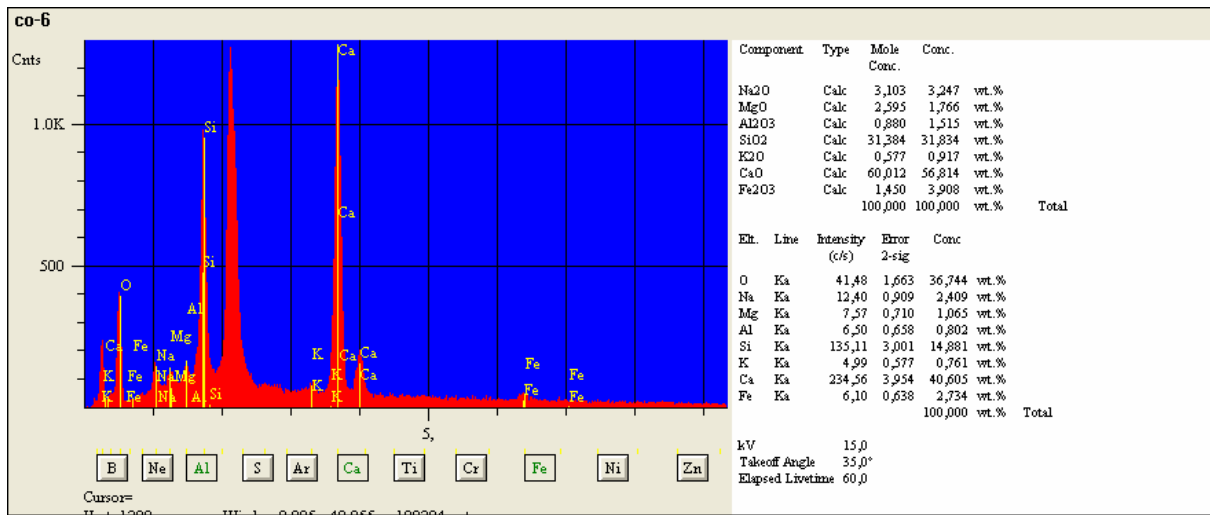 co-6
Cnts
1.0K
500
5,
Ca
Ca
Si
Si
O
Al
Mg
Ca Fe Na
K Fe Na Mg
K Fe Na A Si
K Ca Ca
K K Ca
K
Fe Fe
Fe Fe
B Ne Al S Ar Ca Ti Cr Fe Ni Zn
Cursor=
Component Type Mole Conc.
Conc.
Na2O Calc 3,103 3,247 wt.%
MgO Calc 2,595 1,766 wt.%
Al2O3 Calc 0,880 1,515 wt.%
SiO2 Calc 31,384 31,834 wt.%
K2O Calc 0,577 0,917 wt.%
CaO Calc 60,012 56,814 wt.%
Fe2O3 Calc 1,450 3,908 wt.%
100,000 100,000 wt.% Total
Elt. Line Intensity Error Conc
(c/s) 2-sig
O Ka 41,48 1,663 36,744 wt.%
Na Ka 12,40 0,909 2,409 wt.%
Mg Ka 7,57 0,710 1,065 wt.%
Al Ka 6,50 0,658 0,802 wt.%
Si Ka 135,11 3,001 14,881 wt.%
K Ka 4,99 0,577 0,761 wt.%
Ca Ka 234,56 3,954 40,605 wt.%
Fe Ka 6,10 0,638 2,734 wt.%
100,000 wt.% Total
kV 15,0
Takeoff Angle 35,0°
Elapsed Livetime 60,0